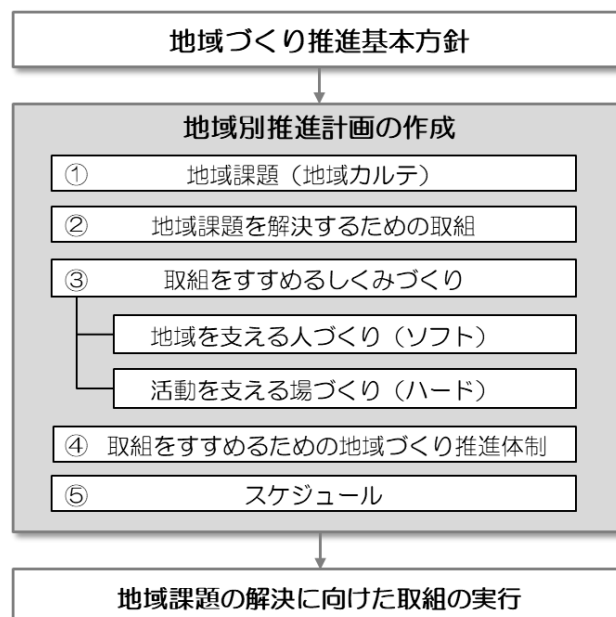 地域づくり推進基本方針
地域別推進計画の作成
① 地域課題（地域カルテ）
② 地域課題を解決するための取組
③ 取組をすすめるしくみづくり
地域を支える人づくり（ソフト）
活動を支える場づくり（ハード）
④ 取組をすすめるための地域づくり推進体制
⑤ スケジュール
地域課題の解決に向けた取組の実行